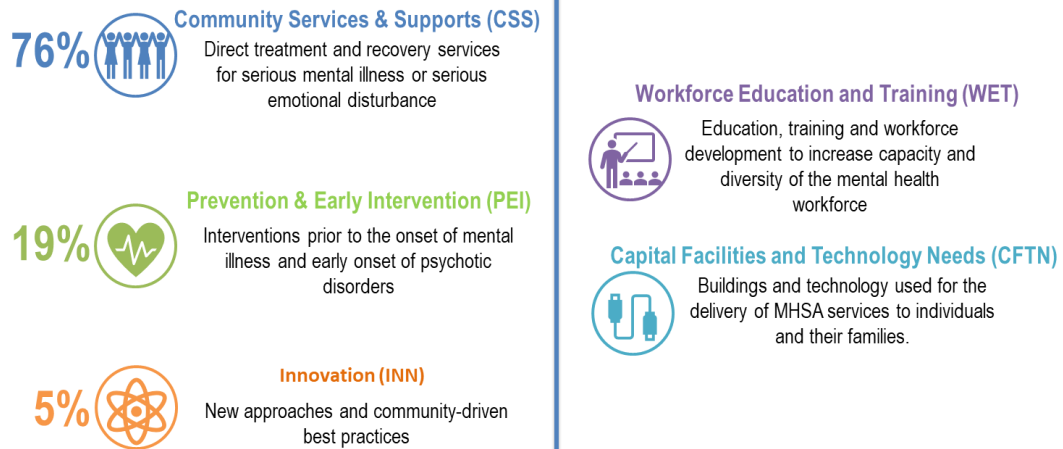 76%
Community Services & Supports (CSS)
Direct treatment and recovery services
for serious mental illness or serious
emotional disturbance
19%
Prevention & Early Intervention (PEI)
Interventions prior to the onset of mental
illness and early onset of psychotic
disorders
5%
Innovation (INN)
New approaches and community-driven
best practices
Workforce Education and Training (WET)
Education, training and workforce
development to increase capacity and
diversity of the mental health
workforce
Capital Facilities and Technology Needs (CFTN)
Buildings and technology used for the
delivery of MHSA services to individuals
and their families.